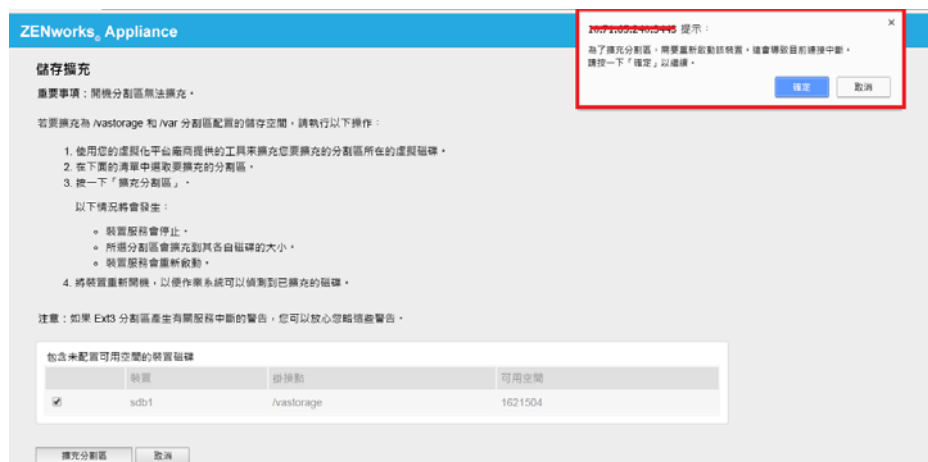 ZENworks® Appliance
提示：
為了擴充分割區，需要重新啟動該裝置，這會導致目前連接中斷。
請按一下「確定」以繼續。
確定
取消
儲存擴充
重要事項：開機分割區無法擴充。
若要擴充為 /vastorage 和 /var 分割區配置的儲存空間，請執行以下操作：
1. 使用您的虛擬化平台廠商提供的工具來擴充您要擴充的分割區所在的虛擬磁碟。
2. 在下面的清單中選取要擴充的分割區。
3. 按一下「擴充分割區」。
以下情況將會發生：
裝置服務會停止。
所選分割區會擴充到其各自磁碟的大小。
裝置服務會重新啟動。
4. 將裝置重新開機，以便作業系統可以偵測到已擴充的磁碟。
注意：如果 Ext3 分割區產生有關服務中斷的警告，您可以放心忽略這些警告。
包含未配置可用空間的裝置磁碟
裝置 掛接點 可用空間
sdb1 /vastorage 1621504
擴充分割區 取消